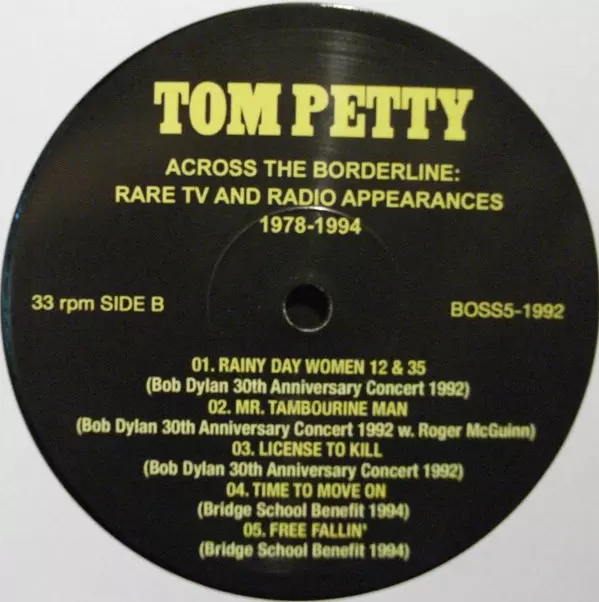 TOM PETTY
ACROSS THE BORDERLINE:
RARE TV AND RADIO APPEARANCES
1978-1994
33 rpm SIDE B
BOSS5-1992
01. RAINY DAY WOMEN 12 & 35
(Bob Dylan 30th Anniversary Concert 1992)
02. MR. TAMBOURINE MAN
(Bob Dylan 30th Anniversary Concert 1992 w. Roger McGuinn)
03. LICENSE TO KILL
(Bob Dylan 30th Anniversary Concert 1992)
04. TIME TO MOVE ON
(Bridge School Benefit 1994)
05. FREE FALLIN'
(Bridge School Benefit 1994)